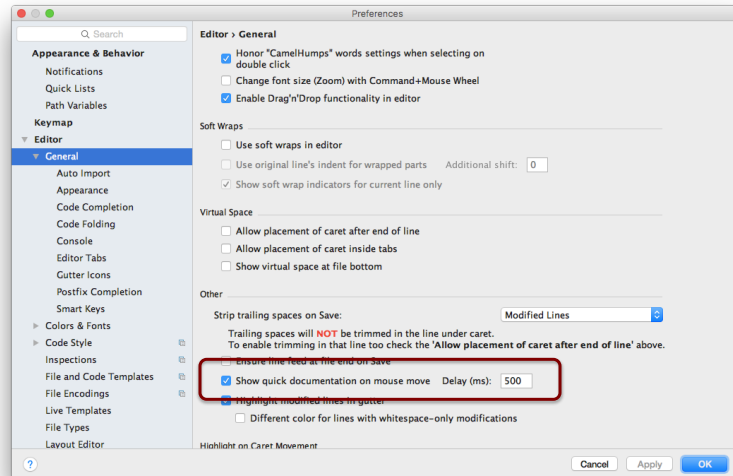 Preferences
Search
Appearance & Behavior
Notifications
Quick Lists
Path Variables
Keymap
Editor
General
Auto Import
Appearance
Code Completion
Code Folding
Console
Editor Tabs
Gutter Icons
Postfix Completion
Smart Keys
Colors & Fonts
Code Style
Inspections
File and Code Templates
File Encodings
Live Templates
File Types
Layout Editor
?
Editor › General
Honor "CamelHumps" words settings when selecting on
double click
Change font size (Zoom) with Command+Mouse Wheel
Enable Drag'n'Drop functionality in editor
Soft Wraps
Use soft wraps in editor
Use original line's indent for wrapped parts Additional shift: 0
Show soft wrap indicators for current line only
Virtual Space
Allow placement of caret after end of line
Allow placement of caret inside tabs
Show virtual space at file bottom
Other
Strip trailing spaces on Save: Modified Lines
Trailing spaces will NOT be trimmed in the line under caret.
To enable trimming in that line too check the 'Allow placement of caret after end of line' above.
Ensure line feed at file end on Save
Show quick documentation on mouse move Delay (ms): 500
Highlight modified lines in gutter
Different color for lines with whitespace-only modifications
Highlight on Caret Movement
Cancel Apply OK